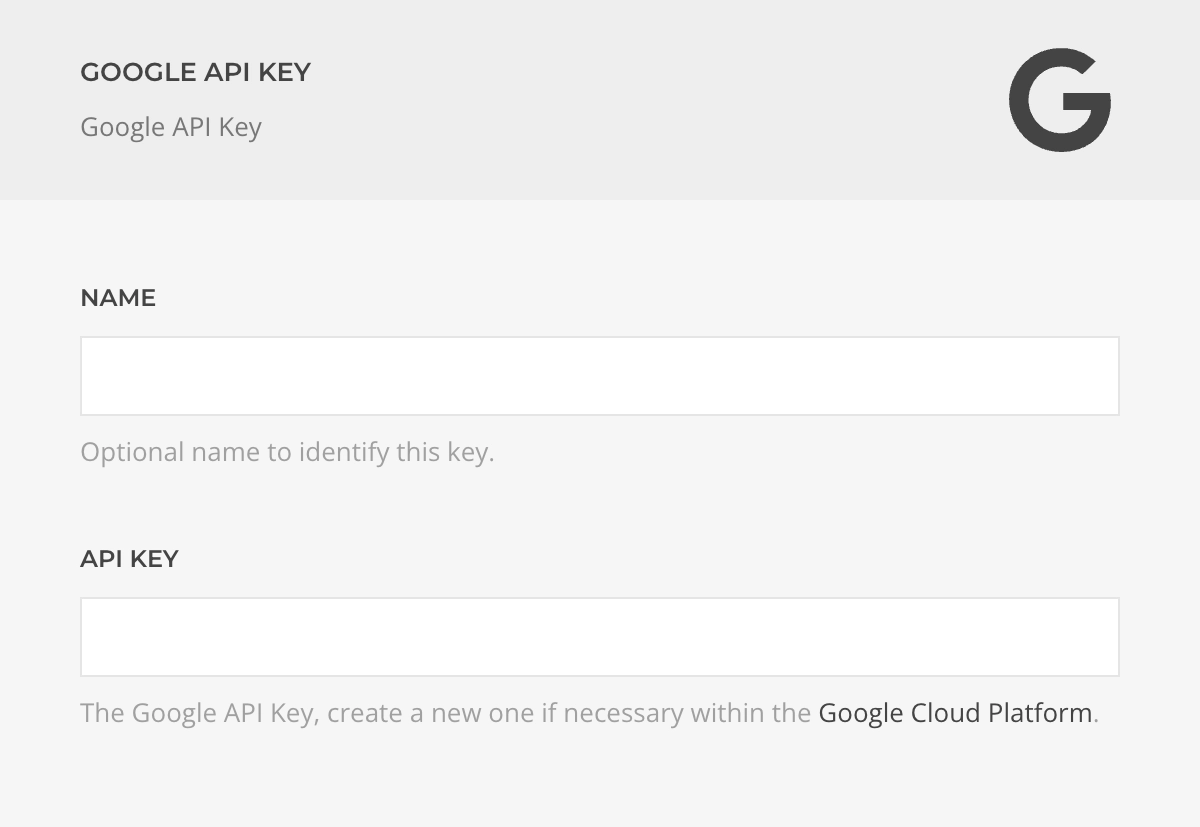 GOOGLE API KEY
Google API Key
NAME
Optional name to identify this key.
API KEY
The Google API Key, create a new one if necessary within the Google Cloud Platform.